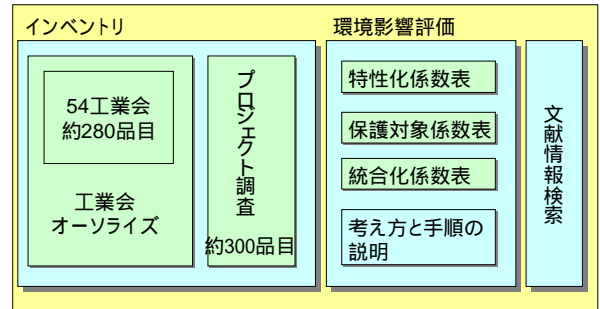 インベントリ
54工業会
約280品目
工業会
オーソライズ
プロジェクト調査
約300品目
環境影響評価
特性化係数表
保護対象係数表
統合化係数表
考え方と手順の
説明
文献情報検索